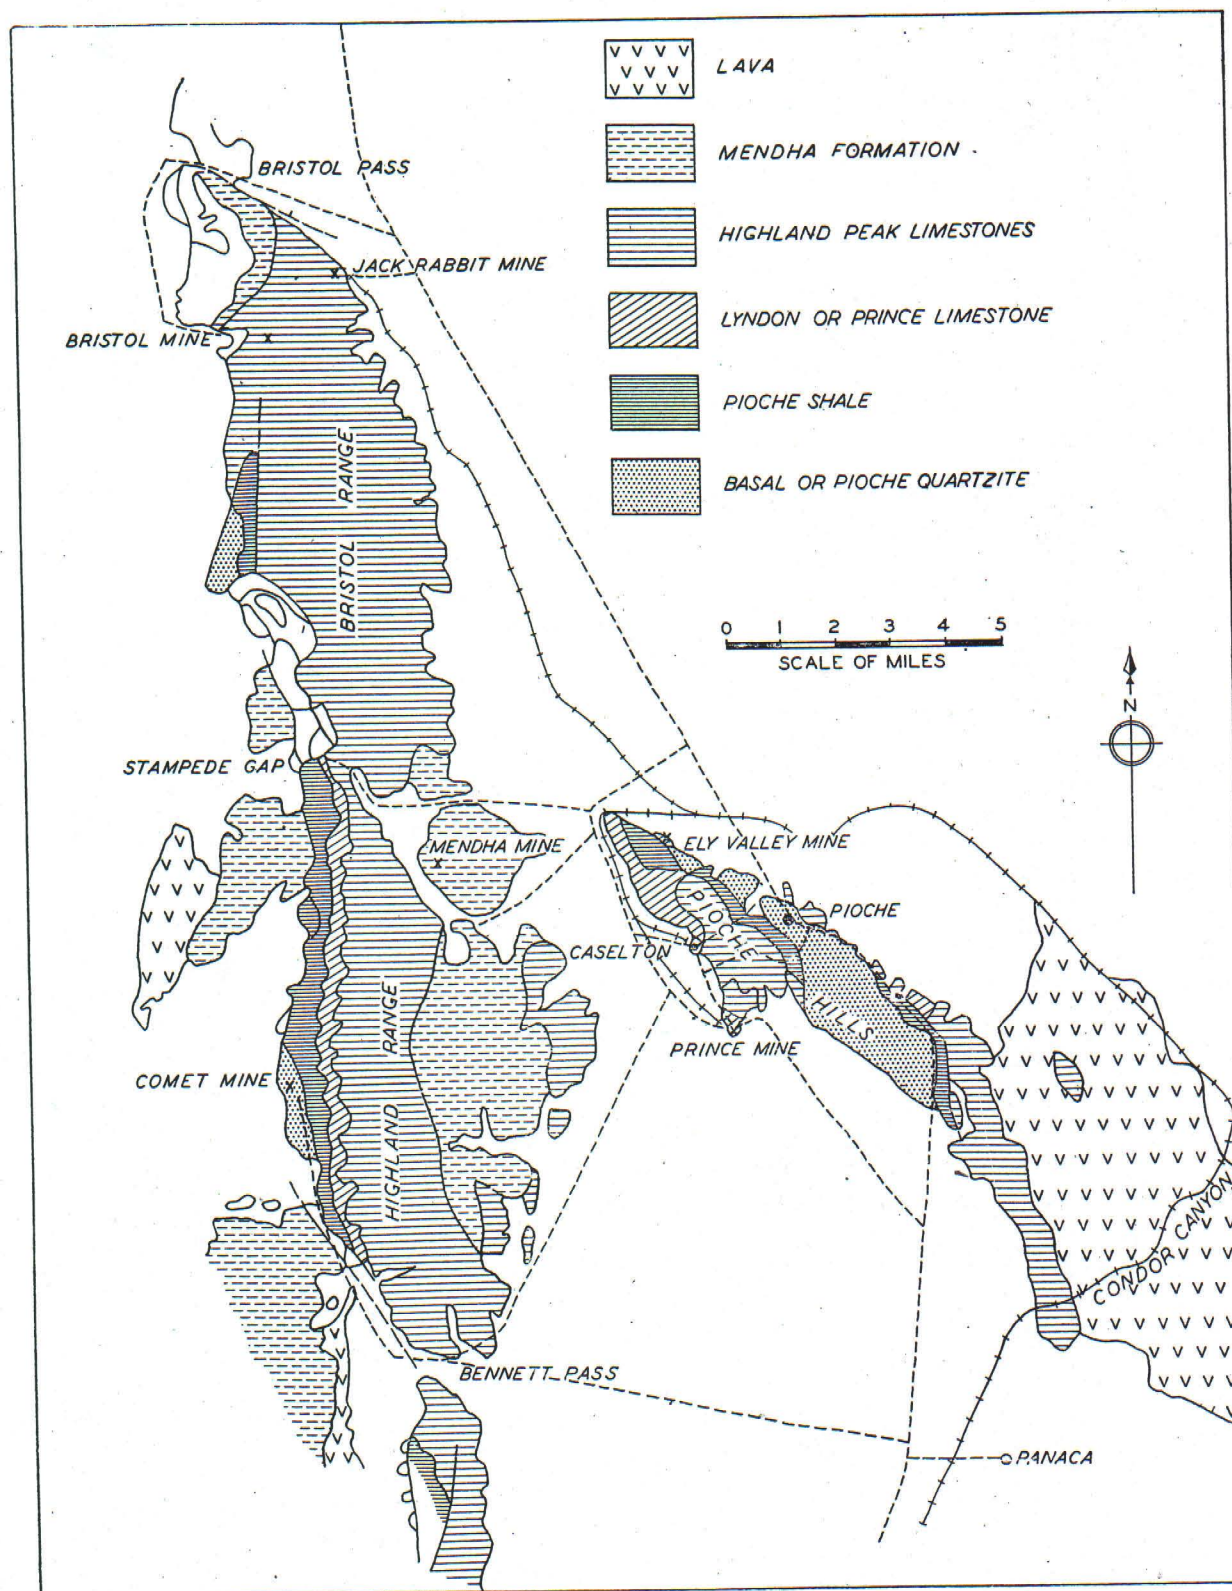 LAVA
MENDHA FORMATION
HIGHLAND PEAK LIMESTONES
LYNDON OR PRINCE LIMESTONE
PIOCHE SHALE
BASAL OR PIOCHE QUARTZITE
0 1 2 3 4 5
SCALE OF MILES
N
BRISTOL PASS
JACK RABBIT MINE
BRISTOL MINE
BRISTOL RANGE
STAMPEDE GAP
MENDHA MINE
ELY VALLEY MINE
PIOCHE
PIOCHE HILLS
CASELTON
PRINCE MINE
COMET MINE
HIGHLAND RANGE
CONDOR CANYON
BENNETT PASS
PANACA